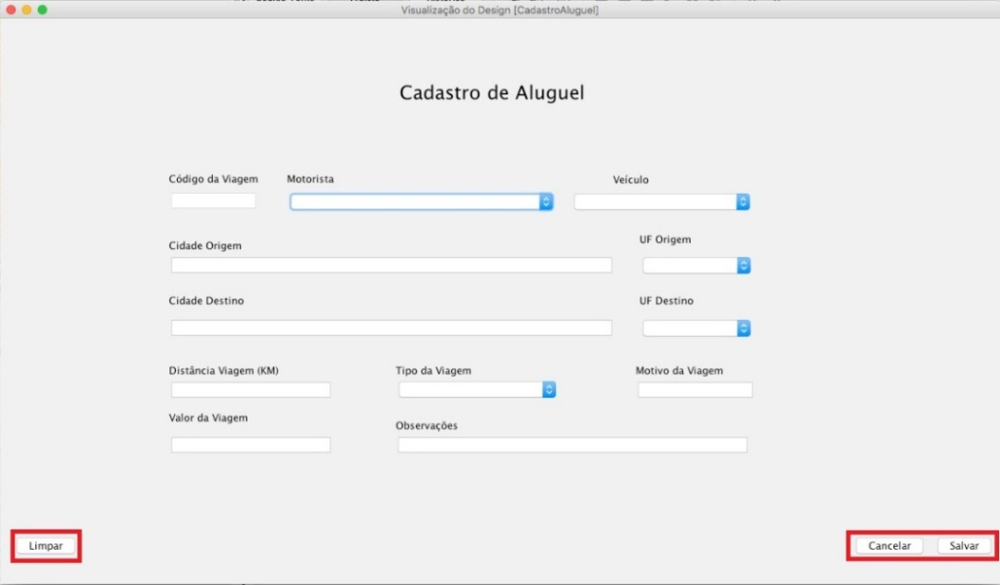 Visualização do Design [CadastroAluguel]
Cadastro de Aluguel
Código da Viagem Motorista Veículo
Cidade Origem UF Origem
Cidade Destino UF Destino
Distância Viagem (KM) Tipo da Viagem Motivo da Viagem
Valor da Viagem Observações
Limpar Cancelar Salvar